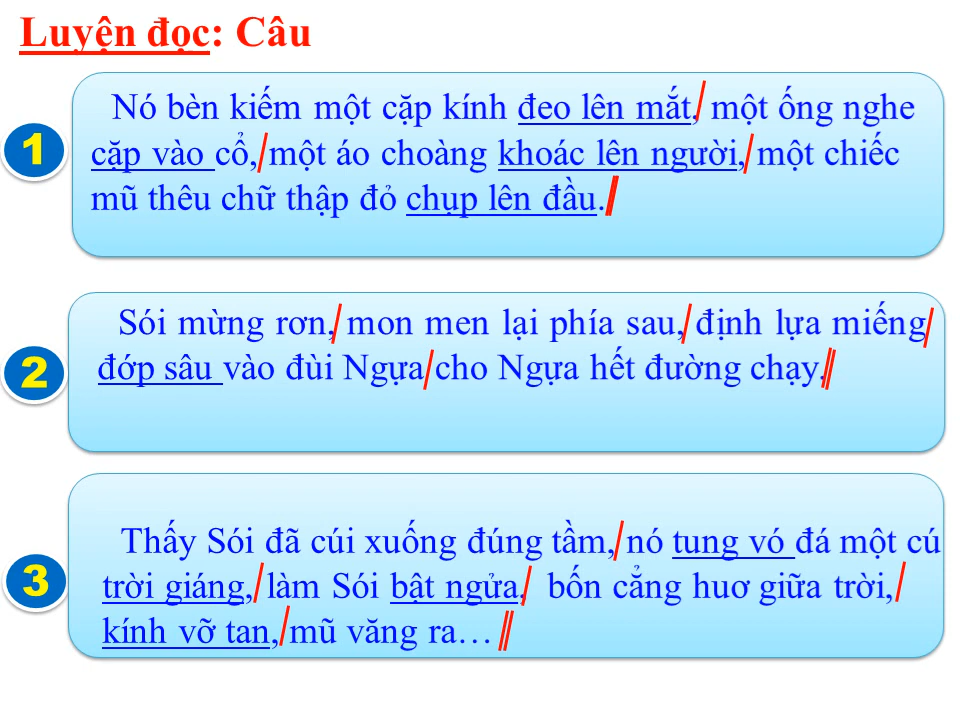 Luyện đọc: Câu
1
Nó bèn kiếm một cặp kính đeo lên mắt, một ống nghe
cặp vào cổ, một áo choàng khoác lên người, một chiếc
mũ thêu chữ thập đỏ chụp lên đầu.
2
Sói mừng rơn, mon men lại phía sau, định lựa miếng
đớp sâu vào đùi Ngựa cho Ngựa hết đường chạy.
3
Thấy Sói đã cúi xuống đúng tầm, nó tung vó đá một cú
trời giáng, làm Sói bật ngửa, bốn cẳng huơ giữa trời,
kính vỡ tan, mũ văng ra…